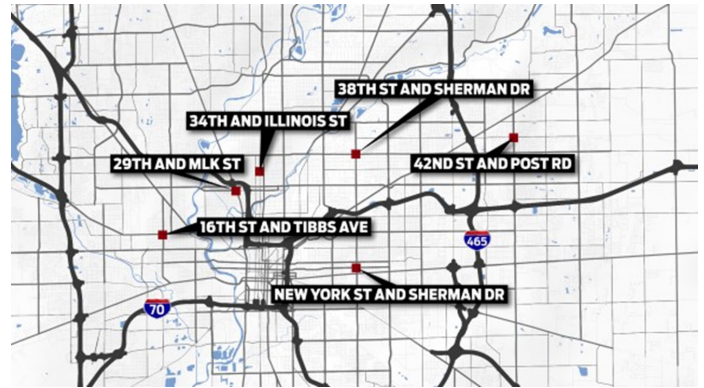 38TH ST AND SHERMAN DR
34TH AND ILLINOIS ST
29TH AND MLK ST
42ND ST AND POST RD
16TH ST AND TIBBS AVE
465
NEW YORK ST AND SHERMAN DR
70